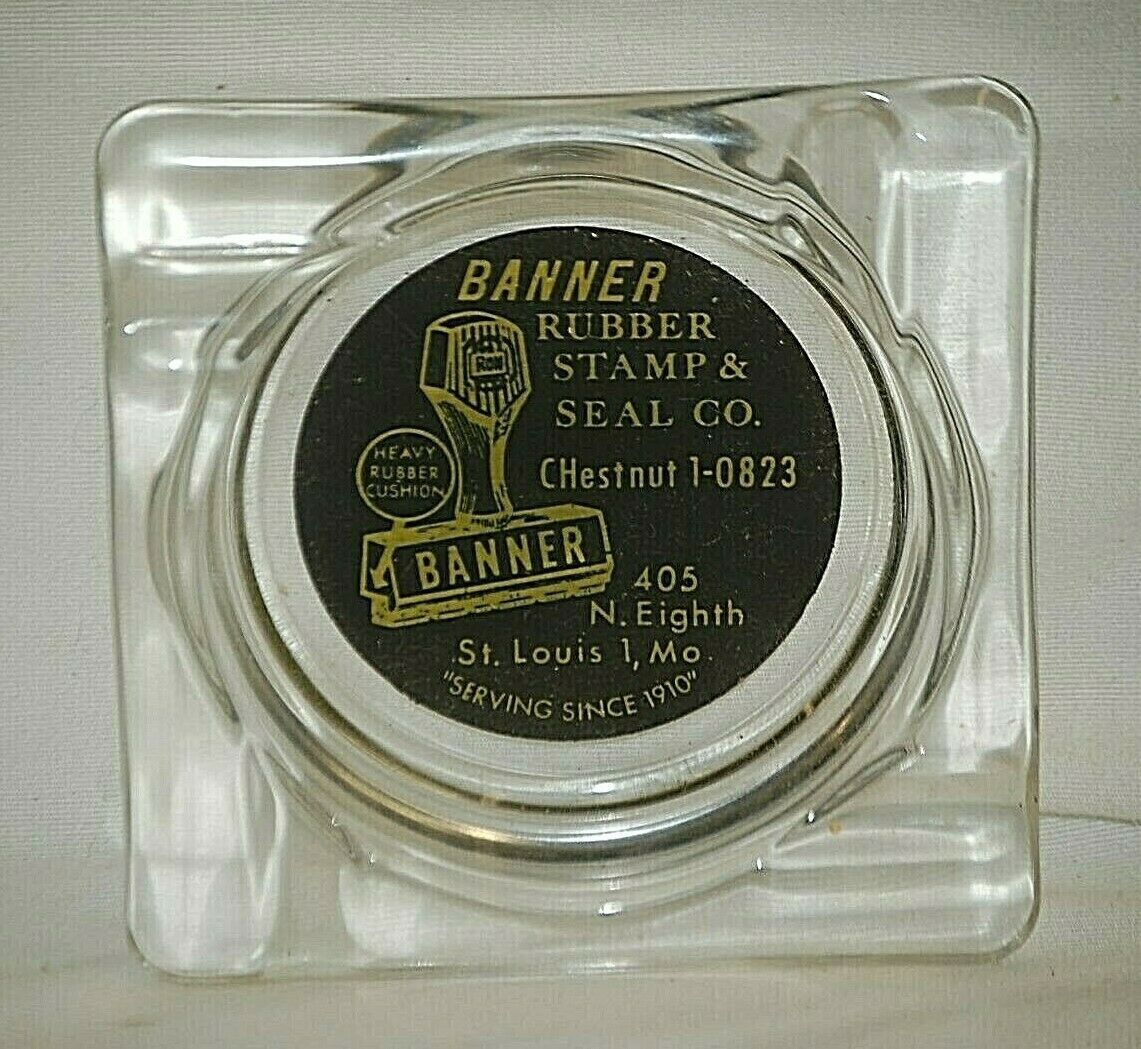 BANNER
RUBBER
STAMP &
SEAL CO.
CHestnut 1-0823
HEAVY
RUBBER
CUSHION
BANNER
405
N. Eighth
St. Louis 1, Mo.
"SERVING SINCE 1910"